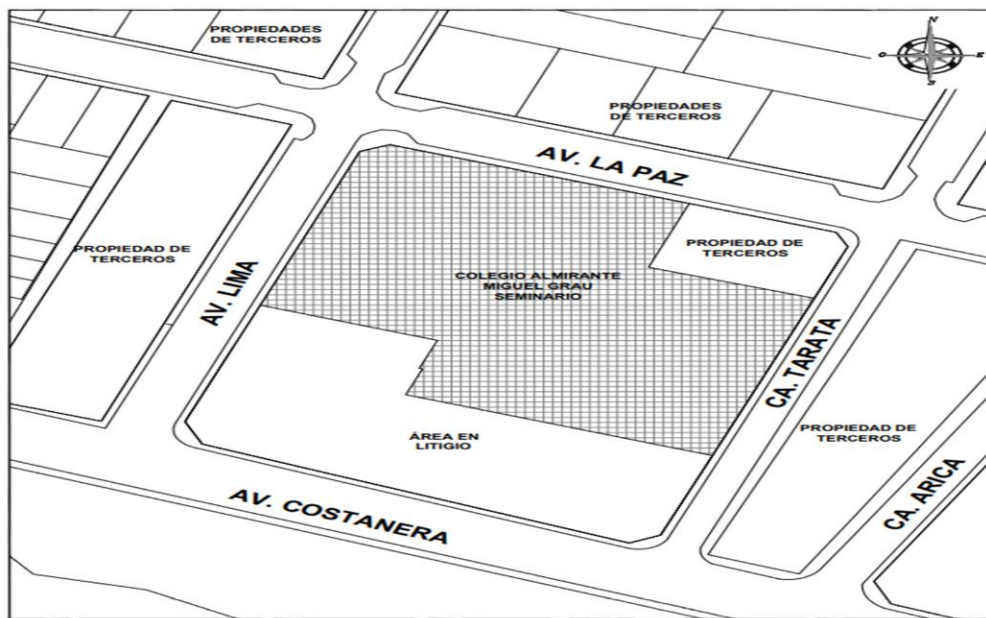 PROPIEDADES
DE TERCEROS
N
O
E
S
PROPIEDADES
DE TERCEROS
AV. LA PAZ
PROPIEDAD DE
TERCEROS
PROPIEDAD DE
TERCEROS
COLEGIO ALMIRANTE
MIGUEL GRAU
SEMINARIO
AV. LIMA
CA. TARATA
PROPIEDAD DE
TERCEROS
ÁREA EN
LITIGIO
CA. ARICA
AV. COSTANERA